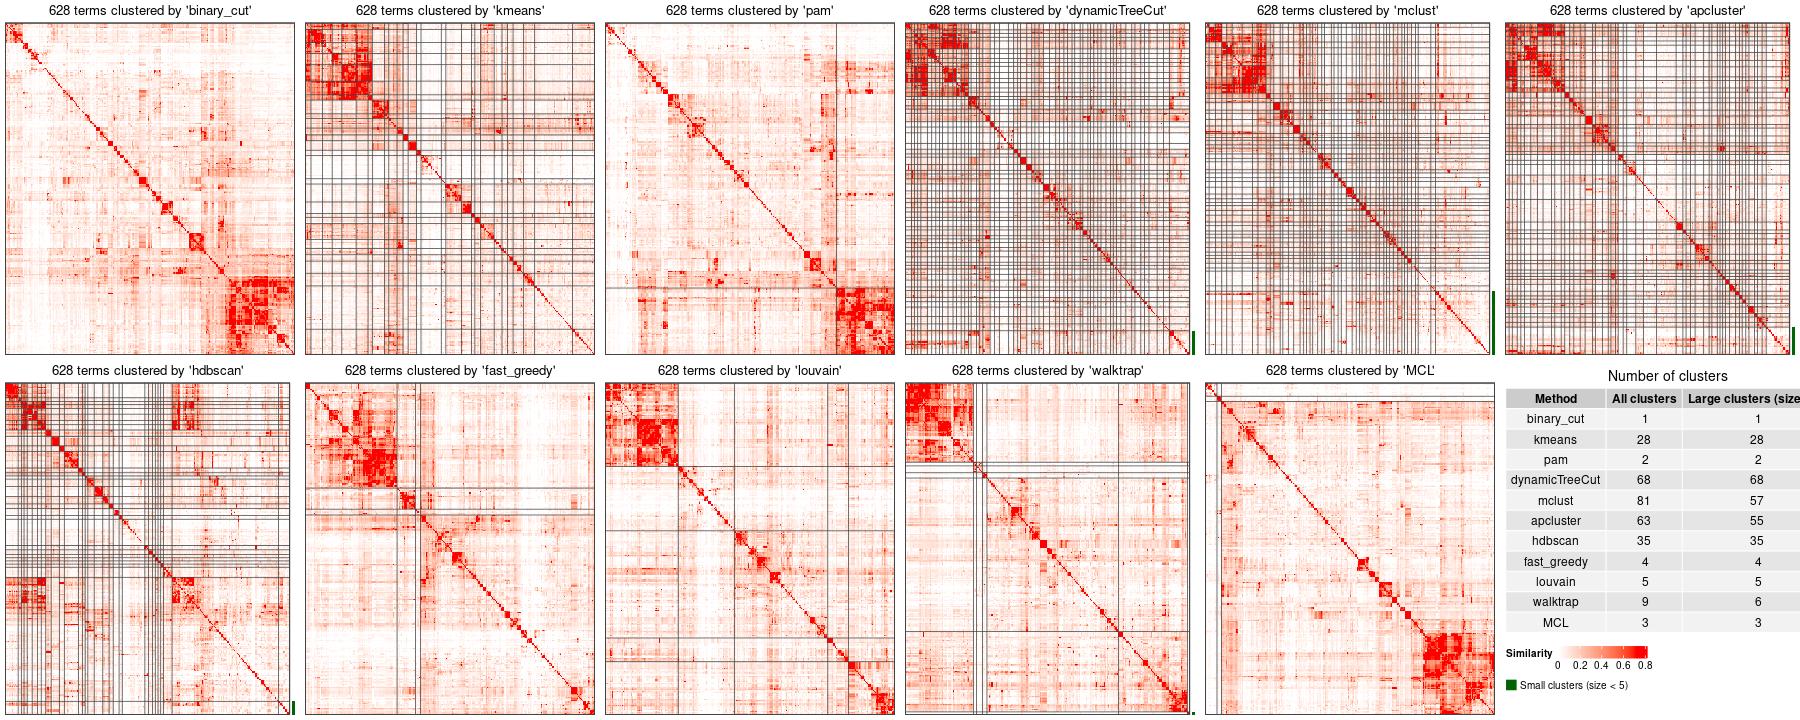 628 terms clustered by 'binary_cut'
628 terms clustered by 'kmeans'
628 terms clustered by 'pam'
628 terms clustered by 'dynamicTreeCut'
628 terms clustered by 'mclust'
628 terms clustered by 'apcluster'
628 terms clustered by 'hdbscan'
628 terms clustered by 'fast_greedy'
628 terms clustered by 'louvain'
628 terms clustered by 'walktrap'
628 terms clustered by 'MCL'
Number of clusters
Method All clusters Large clusters (size
binary_cut 1 1
kmeans 28 28
pam 2 2
dynamicTreeCut 68 68
mclust 81 57
apcluster 63 55
hdbscan 35 35
fast_greedy 4 4
louvain 5 5
walktrap 9 6
MCL 3 3
Similarity
0 0.2 0.4 0.6 0.8
Small clusters (size < 5)